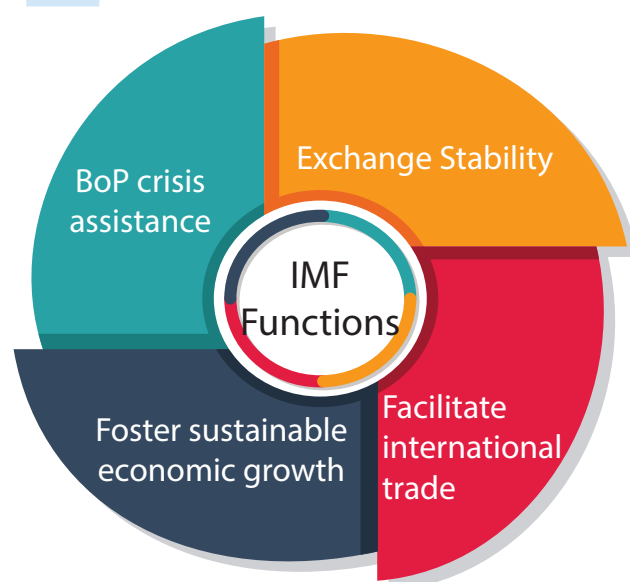 BoP crisis
assistance
Exchange Stability
IMF
Functions
Foster sustainable
economic growth
Facilitate
international
trade